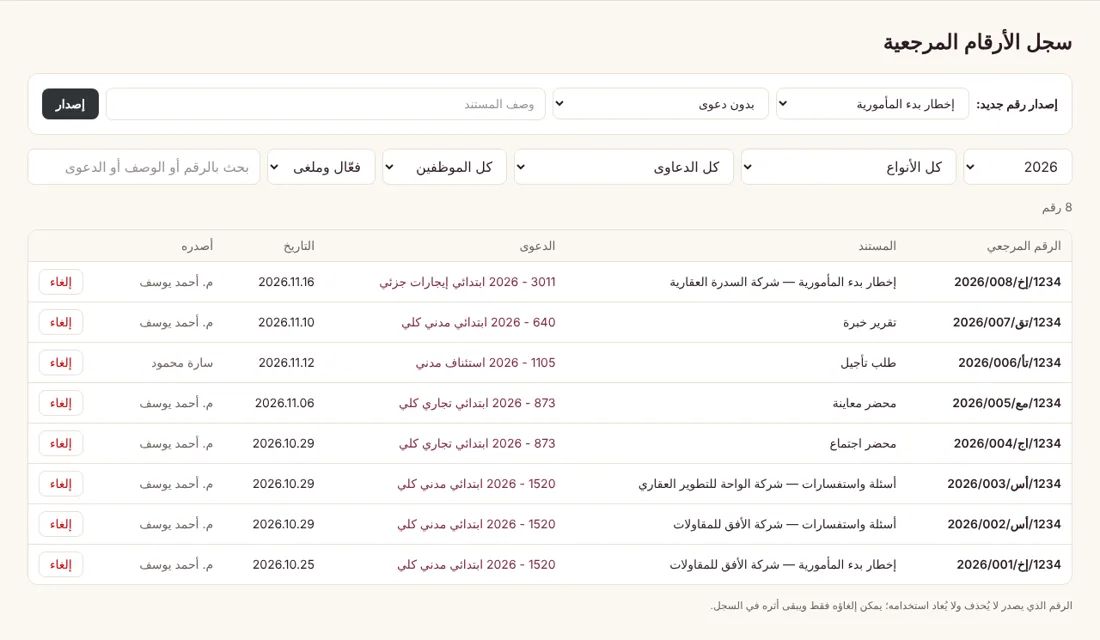 سجل الأرقام المرجعية
إصدار رقم جديد: إخطار بدء المأمورية بدون دعوى وصف المستند إصدار
2026 كل الأنواع كل الدعاوى كل الموظفين فعّال وملغى بحث بالرقم أو الوصف أو الدعوى
8 رقم
الرقم المرجعي المستند الدعوى التاريخ أصدره
1234/إخ/2026/008 إخطار بدء المأمورية — شركة السدرة العقارية 3011 - 2026 ابتدائي إيجارات جزئي 2026.11.16 م. أحمد يوسف إلغاء
1234/تق/2026/007 تقرير خبرة 640 - 2026 ابتدائي مدني كلي 2026.11.10 م. أحمد يوسف إلغاء
1234/تأ/2026/006 طلب تأجيل 1105 - 2026 استئناف مدني 2026.11.12 سارة محمود إلغاء
1234/مع/2026/005 محضر معاينة 873 - 2026 ابتدائي تجاري كلي 2026.11.06 م. أحمد يوسف إلغاء
1234/اج/2026/004 محضر اجتماع 873 - 2026 ابتدائي تجاري كلي 2026.10.29 م. أحمد يوسف إلغاء
1234/أس/2026/003 أسئلة واستفسارات — شركة الواحة للتطوير العقاري 1520 - 2026 ابتدائي مدني كلي 2026.10.29 م. أحمد يوسف إلغاء
1234/أس/2026/002 أسئلة واستفسارات — شركة الأفق للمقاولات 1520 - 2026 ابتدائي مدني كلي 2026.10.29 م. أحمد يوسف إلغاء
1234/إخ/2026/001 إخطار بدء المأمورية — شركة الأفق للمقاولات 1520 - 2026 ابتدائي مدني كلي 2026.10.25 م. أحمد يوسف إلغاء
الرقم الذي يصدر لا يُحذف ولا يُعاد استخدامه؛ يمكن إلغاؤه فقط ويبقى أثره في السجل.